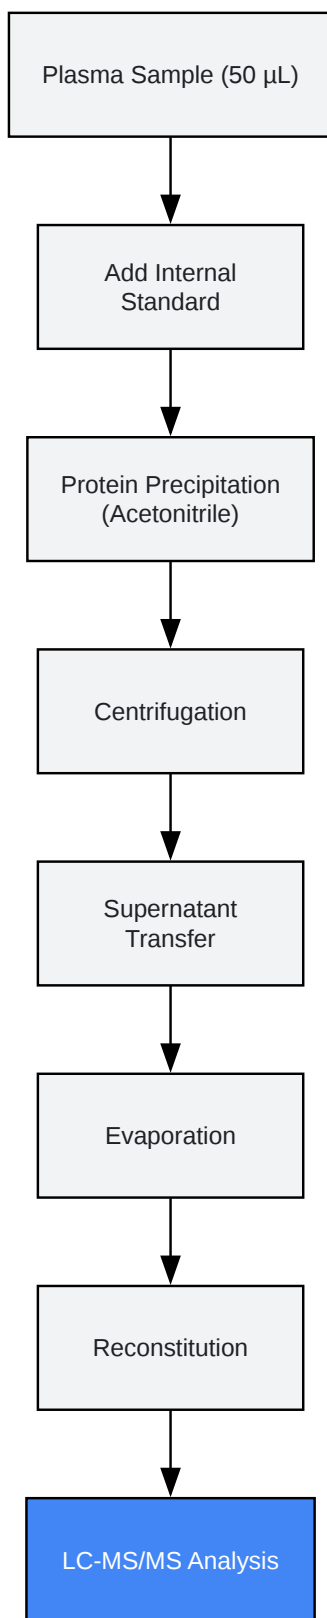 Plasma Sample (50 µL)
Add Internal
Standard
Protein Precipitation
(Acetonitrile)
Centrifugation
Supernatant
Transfer
Evaporation
Reconstitution
LC-MS/MS Analysis